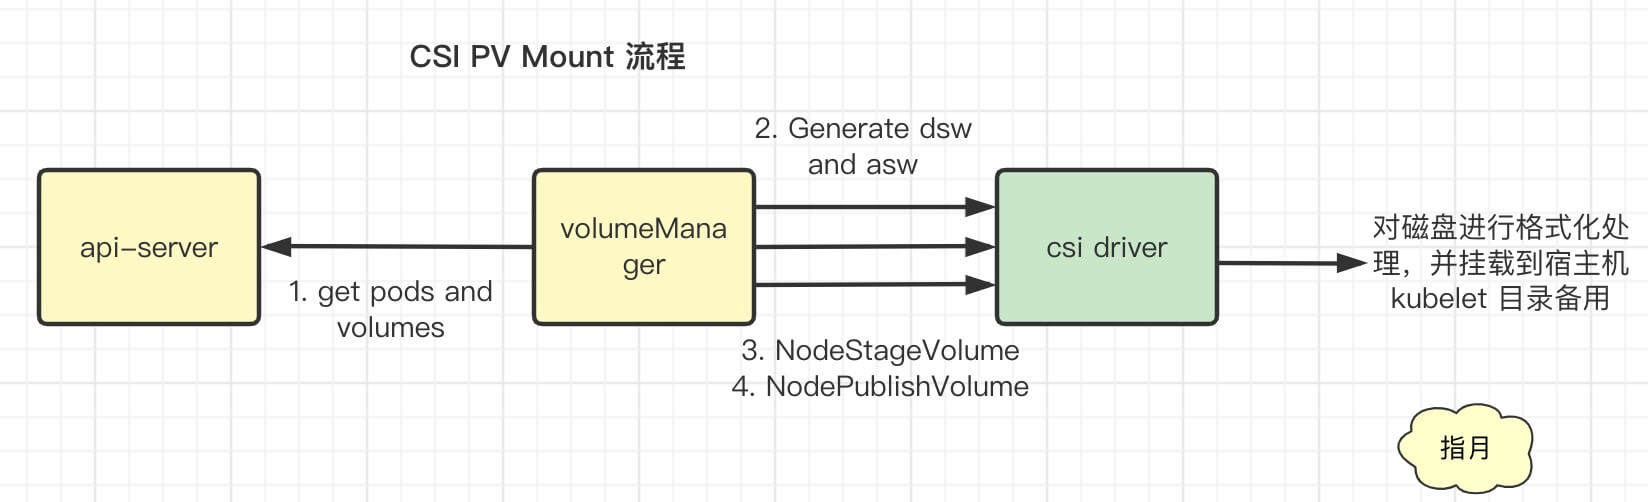 CSI PV Mount 流程
2. Generate dsw
and asw
api-server
volumeMana
ger
csi driver
1. get pods and
volumes
对磁盘进行格式化处
理，并挂载到宿主机
kubelet 目录备用
3. NodeStageVolume
4. NodePublishVolume
指月